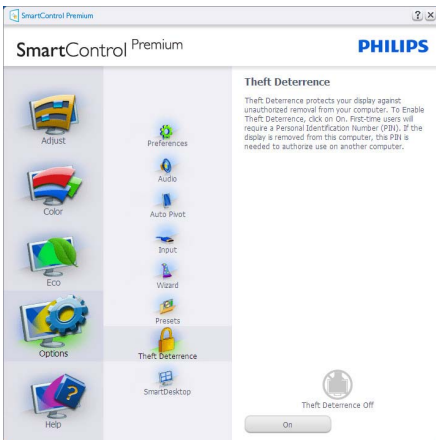 SmartControl Premium
SmartControl Premium
PHILIPS
Adjust
Color
Eco
Options
Help
Preferences
Audio
Auto Pivot
Input
Wizard
Presets
Theft Deterrence
SmartDesktop
Theft Deterrence
Theft Deterrence protects your display against
unauthorized removal from your computer. To Enable
Theft Deterrence, click on On. First-time users will
require a Personal Identification Number (PIN). If the
display is removed from this computer, this PIN is
needed to authorize use on another computer.
Theft Deterrence Off
On